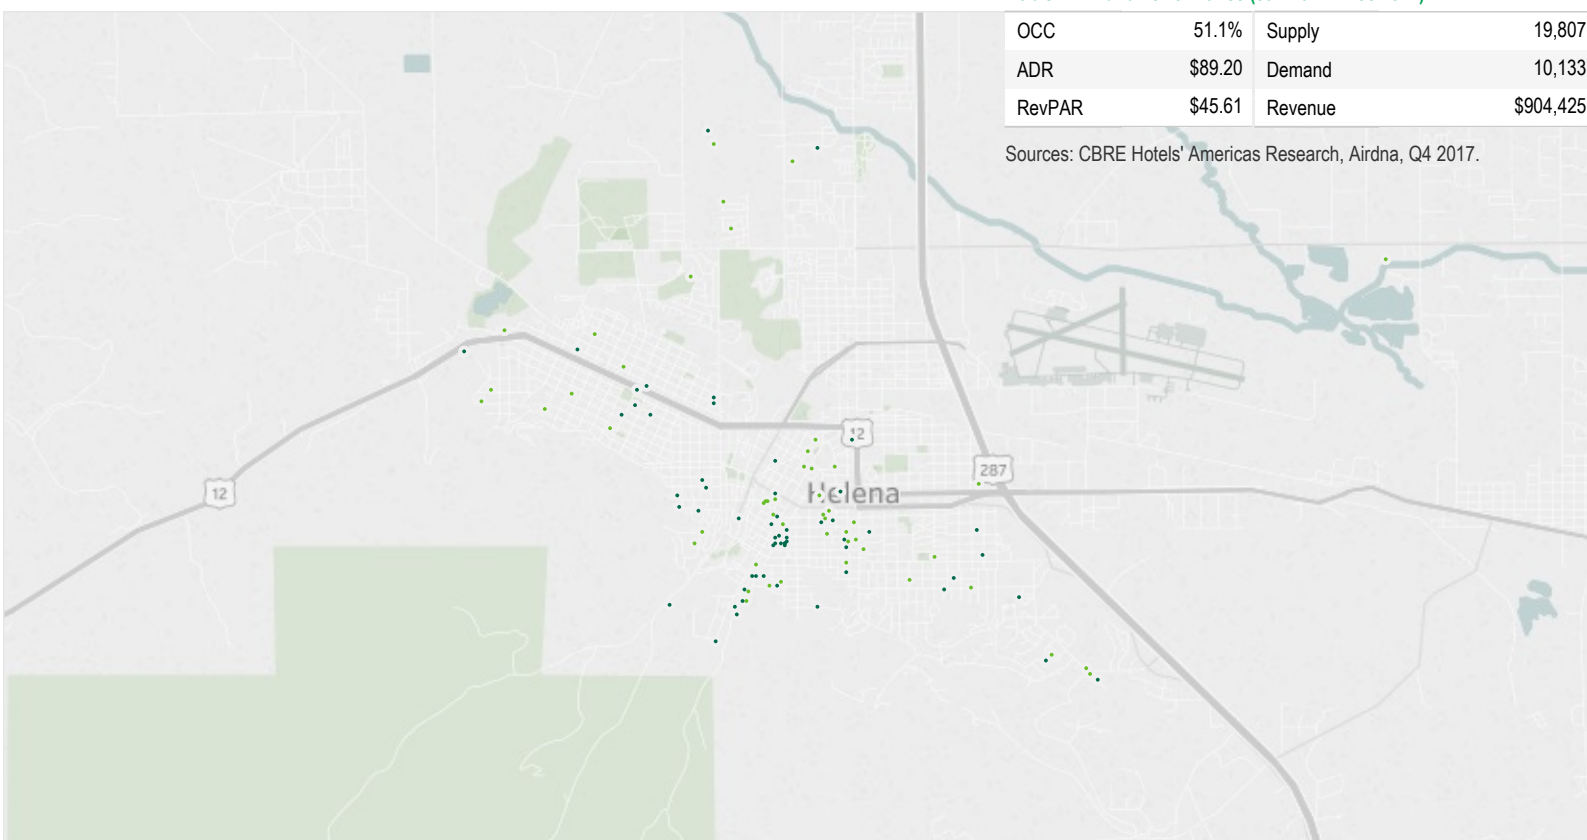 OCC 51.1% Supply 19,807
ADR $89.20 Demand 10,133
RevPAR $45.61 Revenue $904,425
Sources: CBRE Hotels' Americas Research, Airdna, Q4 2017.
12
287
Helena
12